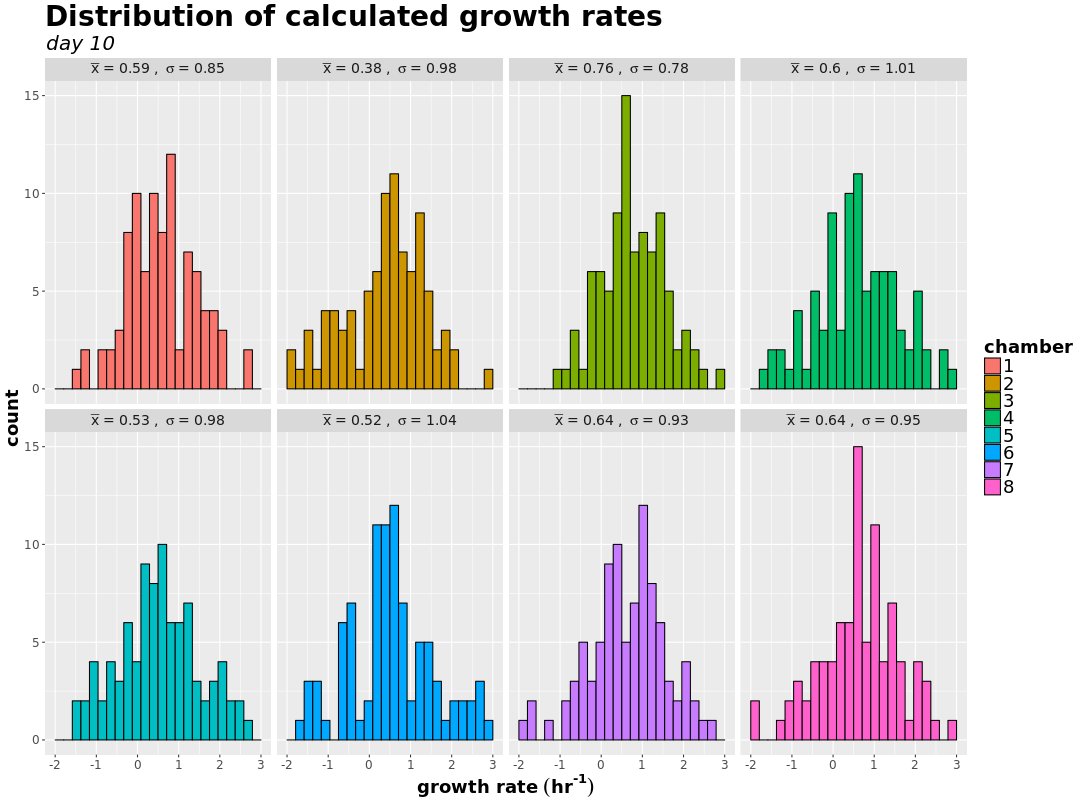 Distribution of calculated growth rates
day 10
x̅ = 0.59 , σ = 0.85
x̅ = 0.38 , σ = 0.98
x̅ = 0.76 , σ = 0.78
x̅ = 0.6 , σ = 1.01
15
10
5
0
x̅ = 0.53 , σ = 0.98
x̅ = 0.52 , σ = 1.04
x̅ = 0.64 , σ = 0.93
x̅ = 0.64 , σ = 0.95
15
10
5
0
-2 -1 0 1 2 3
-2 -1 0 1 2 3
-2 -1 0 1 2 3
-2 -1 0 1 2 3
count
growth rate (hr⁻¹)
chamber
1
2
3
4
5
6
7
8